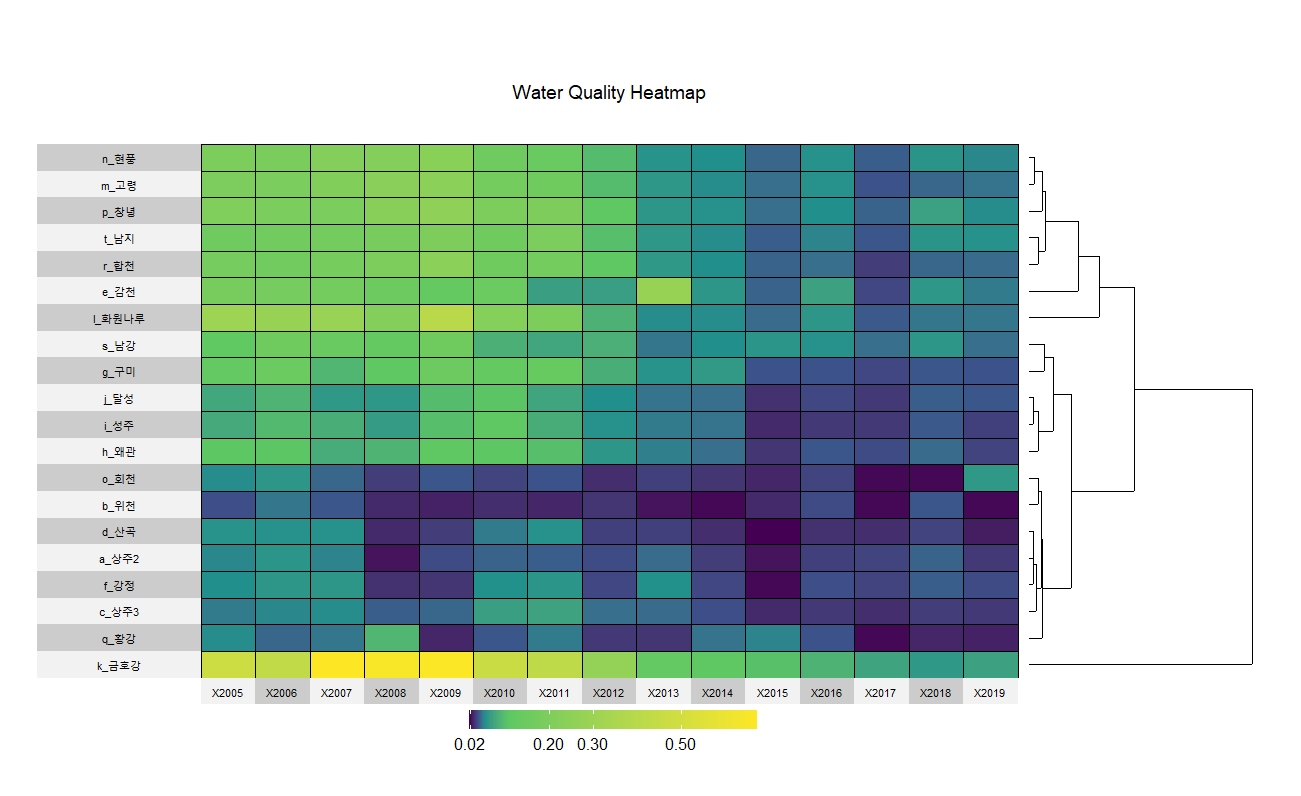 Water Quality Heatmap
n_현풍
m_고령
p_창녕
t_남지
r_합천
e_감천
l_화원나루
s_남강
g_구미
j_달성
i_성주
h_왜관
o_회천
b_위천
d_산곡
a_상주2
f_강정
c_상주3
q_황강
k_금호강
X2005 X2006 X2007 X2008 X2009 X2010 X2011 X2012 X2013 X2014 X2015 X2016 X2017 X2018 X2019
0.02 0.20 0.30 0.50